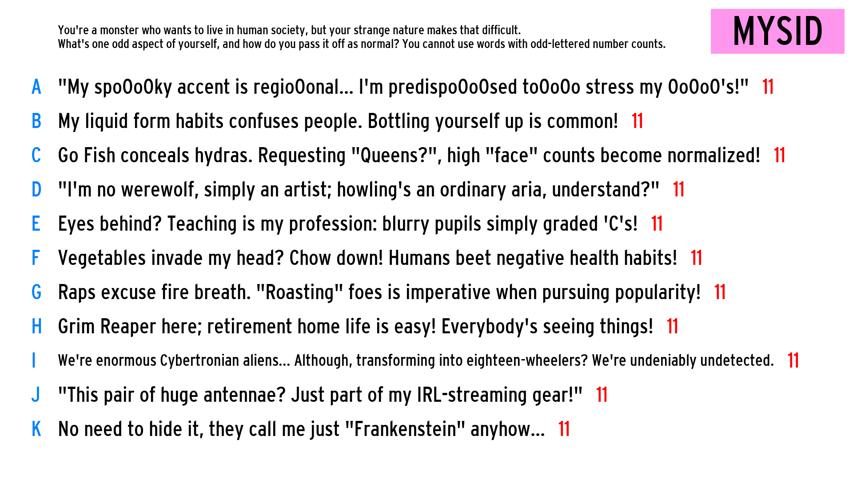 You're a monster who wants to live in human society, but your strange nature makes that difficult.
What's one odd aspect of yourself, and how do you pass it off as normal? You cannot use words with odd-lettered number counts.
MYSID
A "My spoOoOky accent is regioOonal... I'm predispoOoOsed toOoOo stress my OoOoO's!" 11
B My liquid form habits confuses people. Bottling yourself up is common! 11
C Go Fish conceals hydras. Requesting "Queens?", high "face" counts become normalized! 11
D "I'm no werewolf, simply an artist; howling's an ordinary aria, understand?" 11
E Eyes behind? Teaching is my profession: blurry pupils simply graded 'C's! 11
F Vegetables invade my head? Chow down! Humans beet negative health habits! 11
G Raps excuse fire breath. "Roasting" foes is imperative when pursuing popularity! 11
H Grim Reaper here; retirement home life is easy! Everybody's seeing things! 11
I We're enormous Cybertronian aliens... Although, transforming into eighteen-wheelers? We're undeniably undetected. 11
J "This pair of huge antennae? Just part of my IRL-streaming gear!" 11
K No need to hide it, they call me just "Frankenstein" anyhow... 11